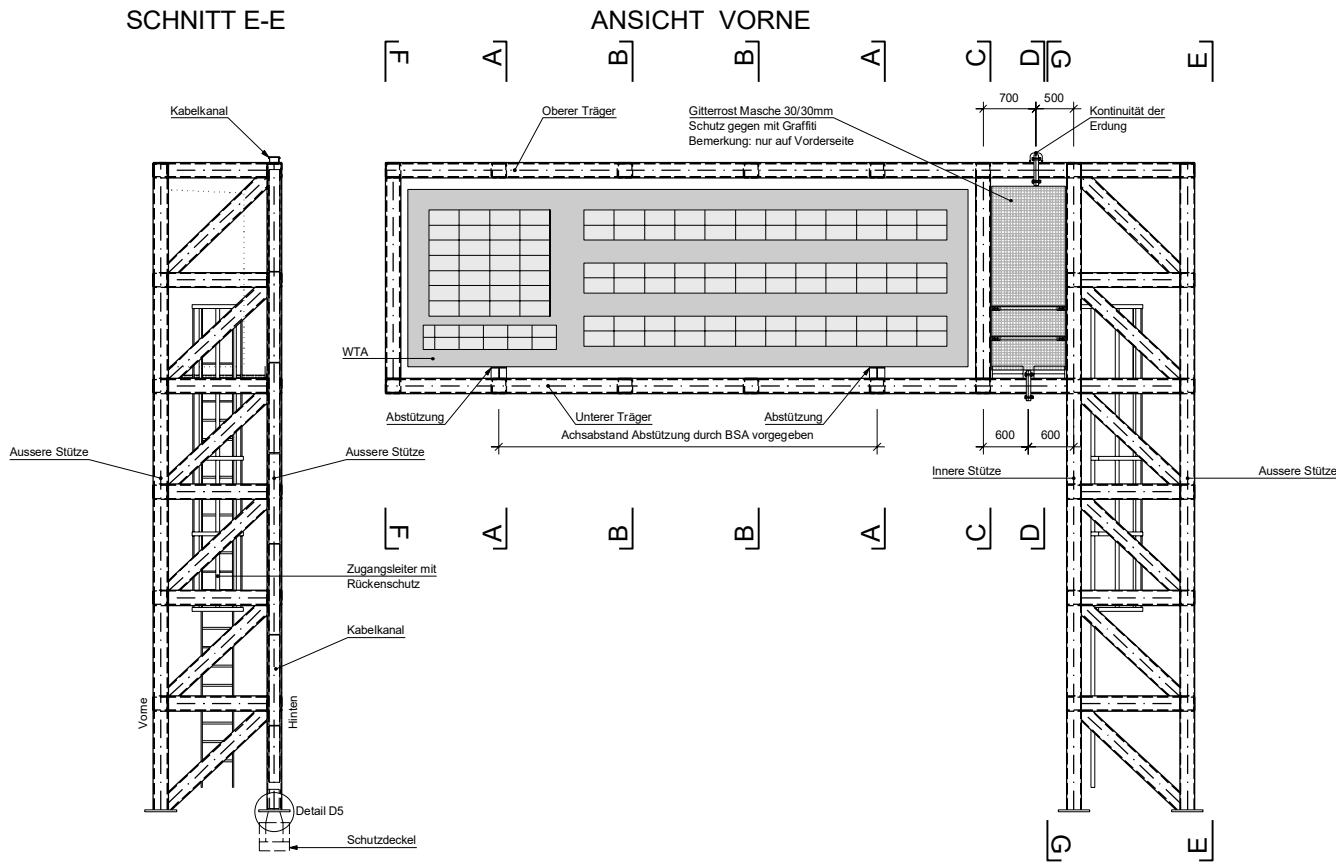 SCHNITT E-E
ANSICHT VORNE
F
A
B
B
A
C
D
G
E
700
500
Kabelkanal
Oberer Träger
Gitterrost Masche 30/30mm
Schutz gegen mit Graffiti
Bemerkung: nur auf Vorderseite
Kontinuität der
Erdung
WTA
Abstützung
Unterer Träger
Abstützung
Achsabstand Abstützung durch BSA vorgegeben
600
600
Aussere Stütze
Aussere Stütze
Innere Stütze
Aussere Stütze
F
A
B
B
A
C
D
Zugangsleiter mit
Rückenschutz
Kabelkanal
Vorne
Hinten
Detail D5
Schutzdeckel
G
E